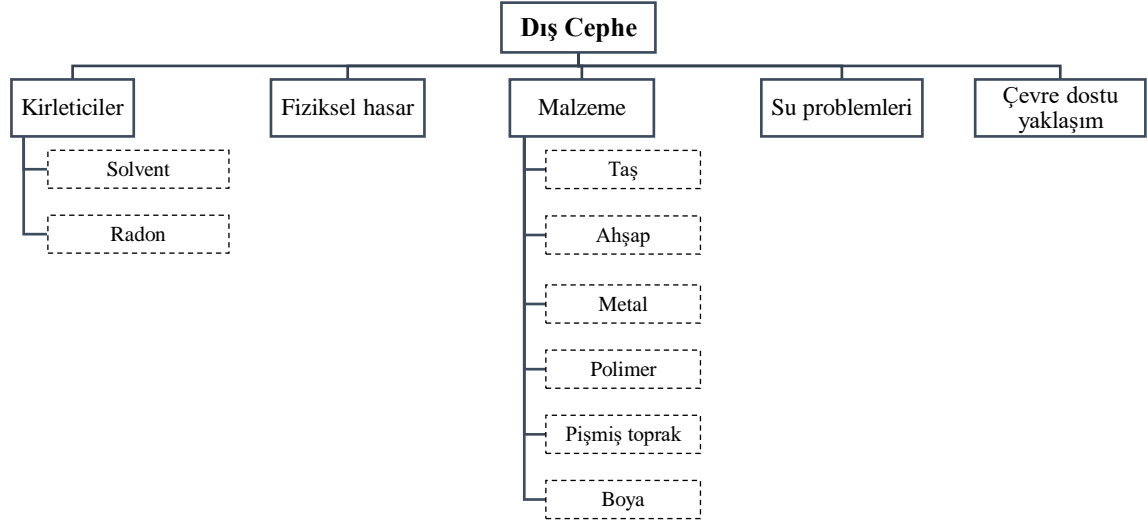 Dış Cephe
Kirleticiler
Fiziksel hasar
Malzeme
Su problemleri
Çevre dostu
yaklaşım
Solvent
Radon
Taş
Ahşap
Metal
Polimer
Pişmiş toprak
Boya